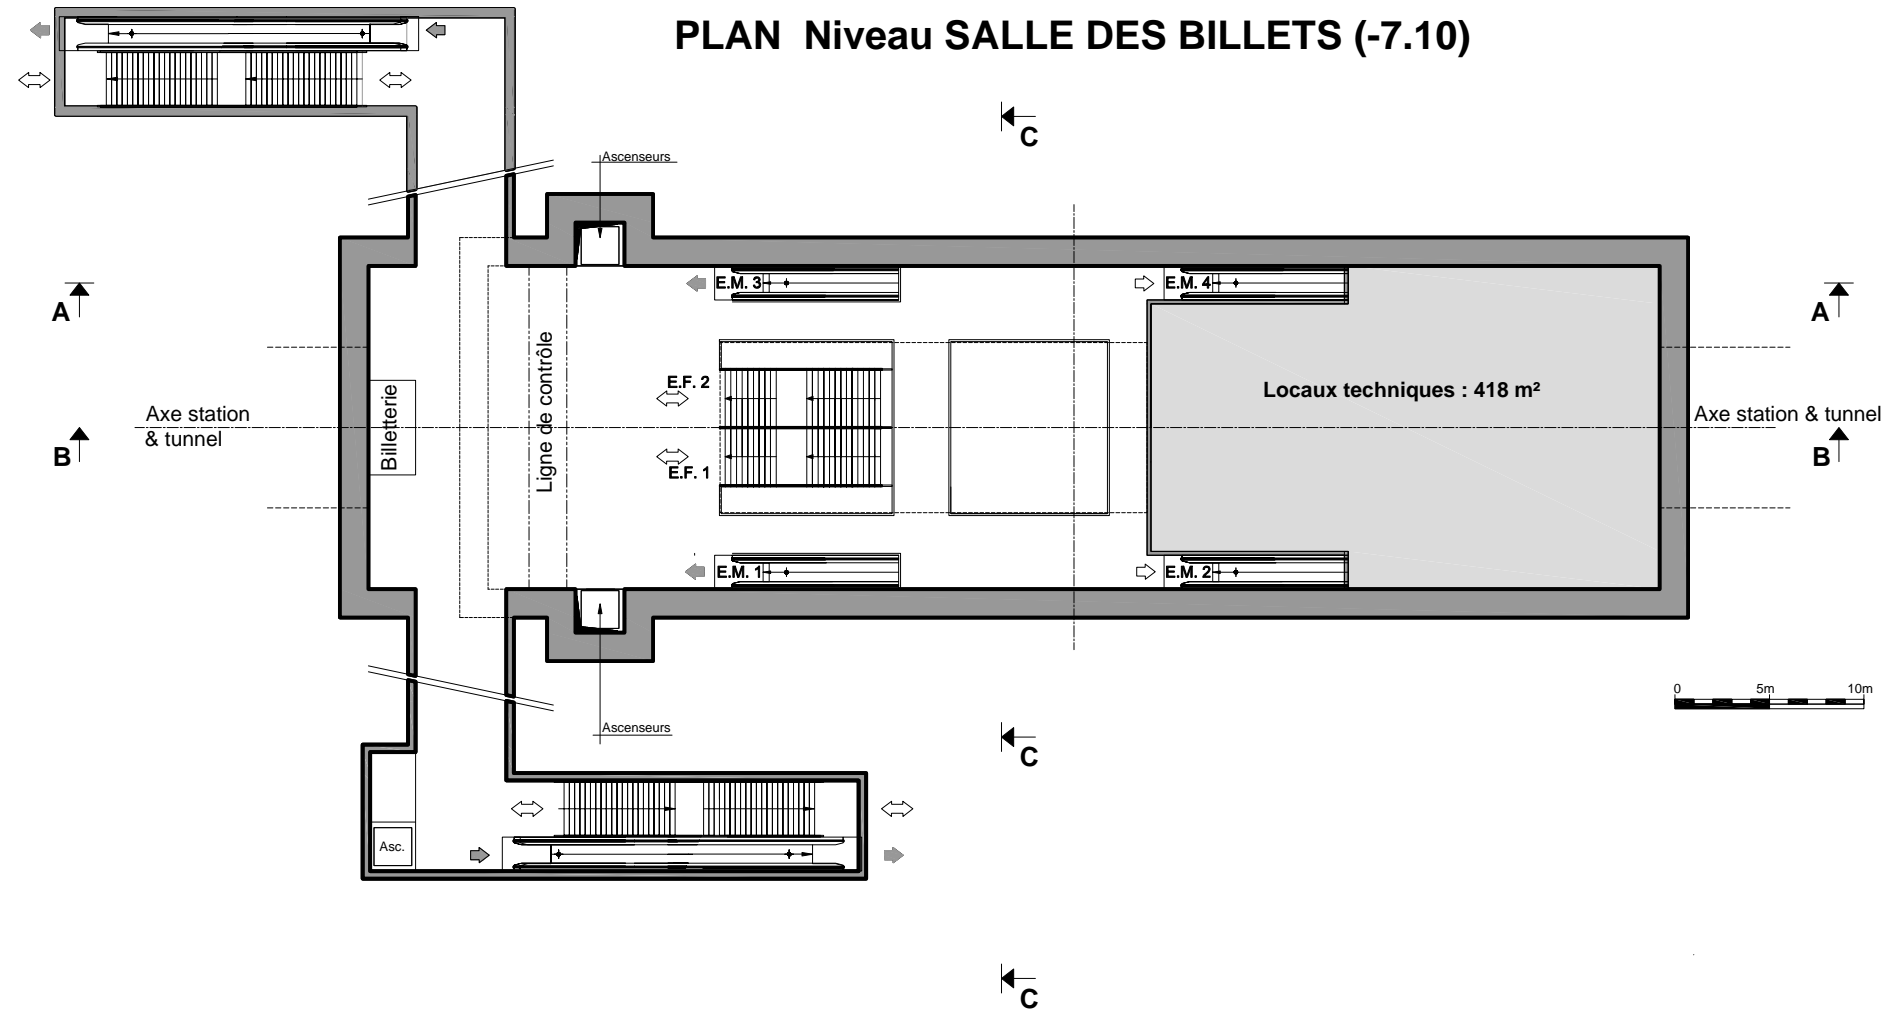 PLAN Niveau SALLE DES BILLETS (-7.10)
C
Ascenseurs
E.M. 3
E.M. 4
A
A
Ligne de contrôle
E.F. 2
Locaux techniques : 418 m²
Billetterie
Axe station
& tunnel
Axe station & tunnel
B
B
E.F. 1
E.M. 1
E.M. 2
0 5m 10m
Ascenseurs
C
Asc.
C